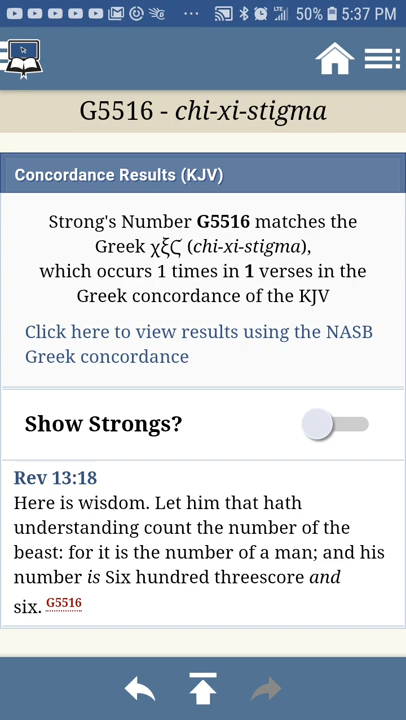 LTE 50% 5:37 PM
G5516 - chi-xi-stigma
Concordance Results (KJV)
Strong's Number G5516 matches the
Greek χξϚ (chi-xi-stigma),
which occurs 1 times in 1 verses in the
Greek concordance of the KJV
Click here to view results using the NASB
Greek concordance
Show Strongs?
Rev 13:18
Here is wisdom. Let him that hath
understanding count the number of the
beast: for it is the number of a man; and his
number is Six hundred threescore and
six. G5516